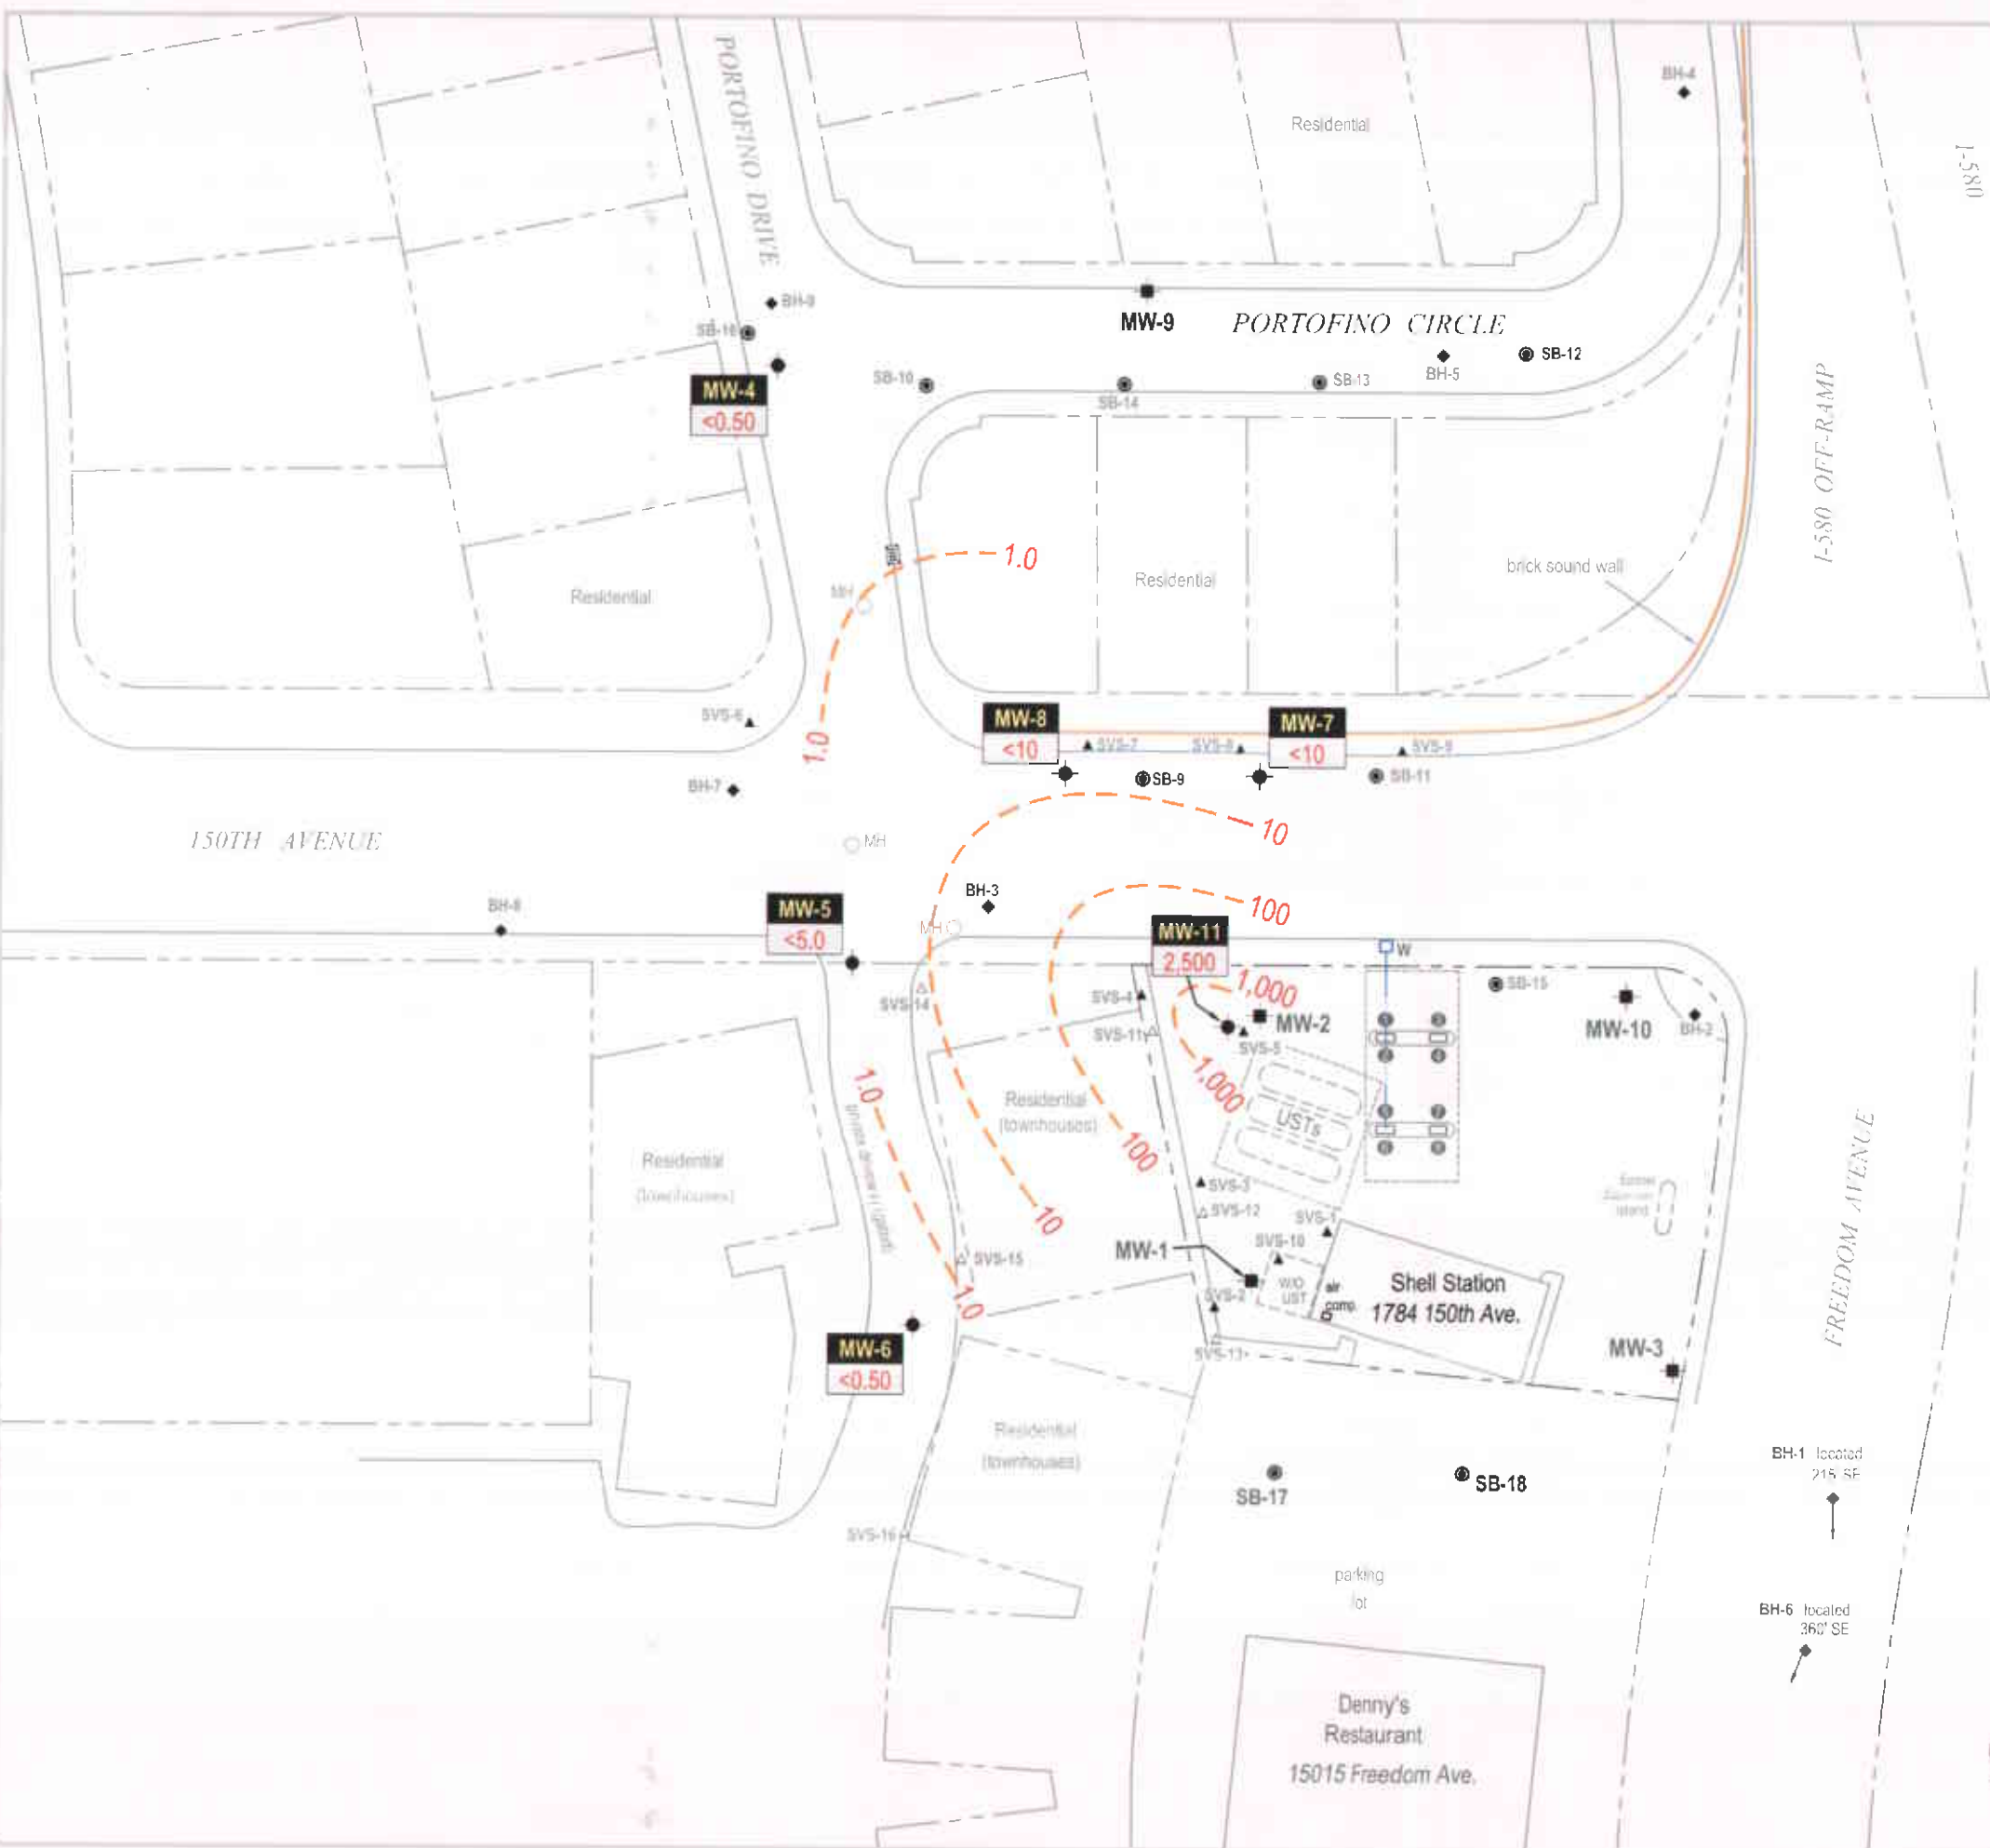 PORTOFINO DRIVE
BH-4
Residential
I-580
BH-9
SB-16
MW-9
PORTOFINO CIRCLE
SB-12
BH-5
MW-4
<0.50
SB-10
SB-14
SB-13
I-580 OFF-RAMP
1.0
Residential
brick sound wall
MH
Residential
SVS-6
1.0
MW-8
<10
SVS-7
SVS-8
MW-7
<10
SVS-9
SB-9
SB-11
BH-7
10
150TH AVENUE
MH
BH-3
100
BH-8
MW-5
<5.0
MH
MW-11
2,500
W
SVS-14
SVS-4
1,000
SB-15
MW-2
MW-10
BH-2
SVS-11
SVS-5
1.0
private driveway (gated)
Residential
(townhouses)
1,000
USTs
100
Residential
(townhouses)
SVS-3
SVS-12
10
SVS-1
FREEDOM AVENUE
MW-1
SVS-10
SVS-15
W/O
UST
air
comp.
Shell Station
1784 150th Ave.
SVS-2
1.0
MW-6
<0.50
SVS-13
MW-3
Residential
(townhouses)
SB-17
SB-18
BH-1 located
215' SE
SVS-16
parking
lot
BH-6 located
360' SE
Denny's
Restaurant
15015 Freedom Ave.